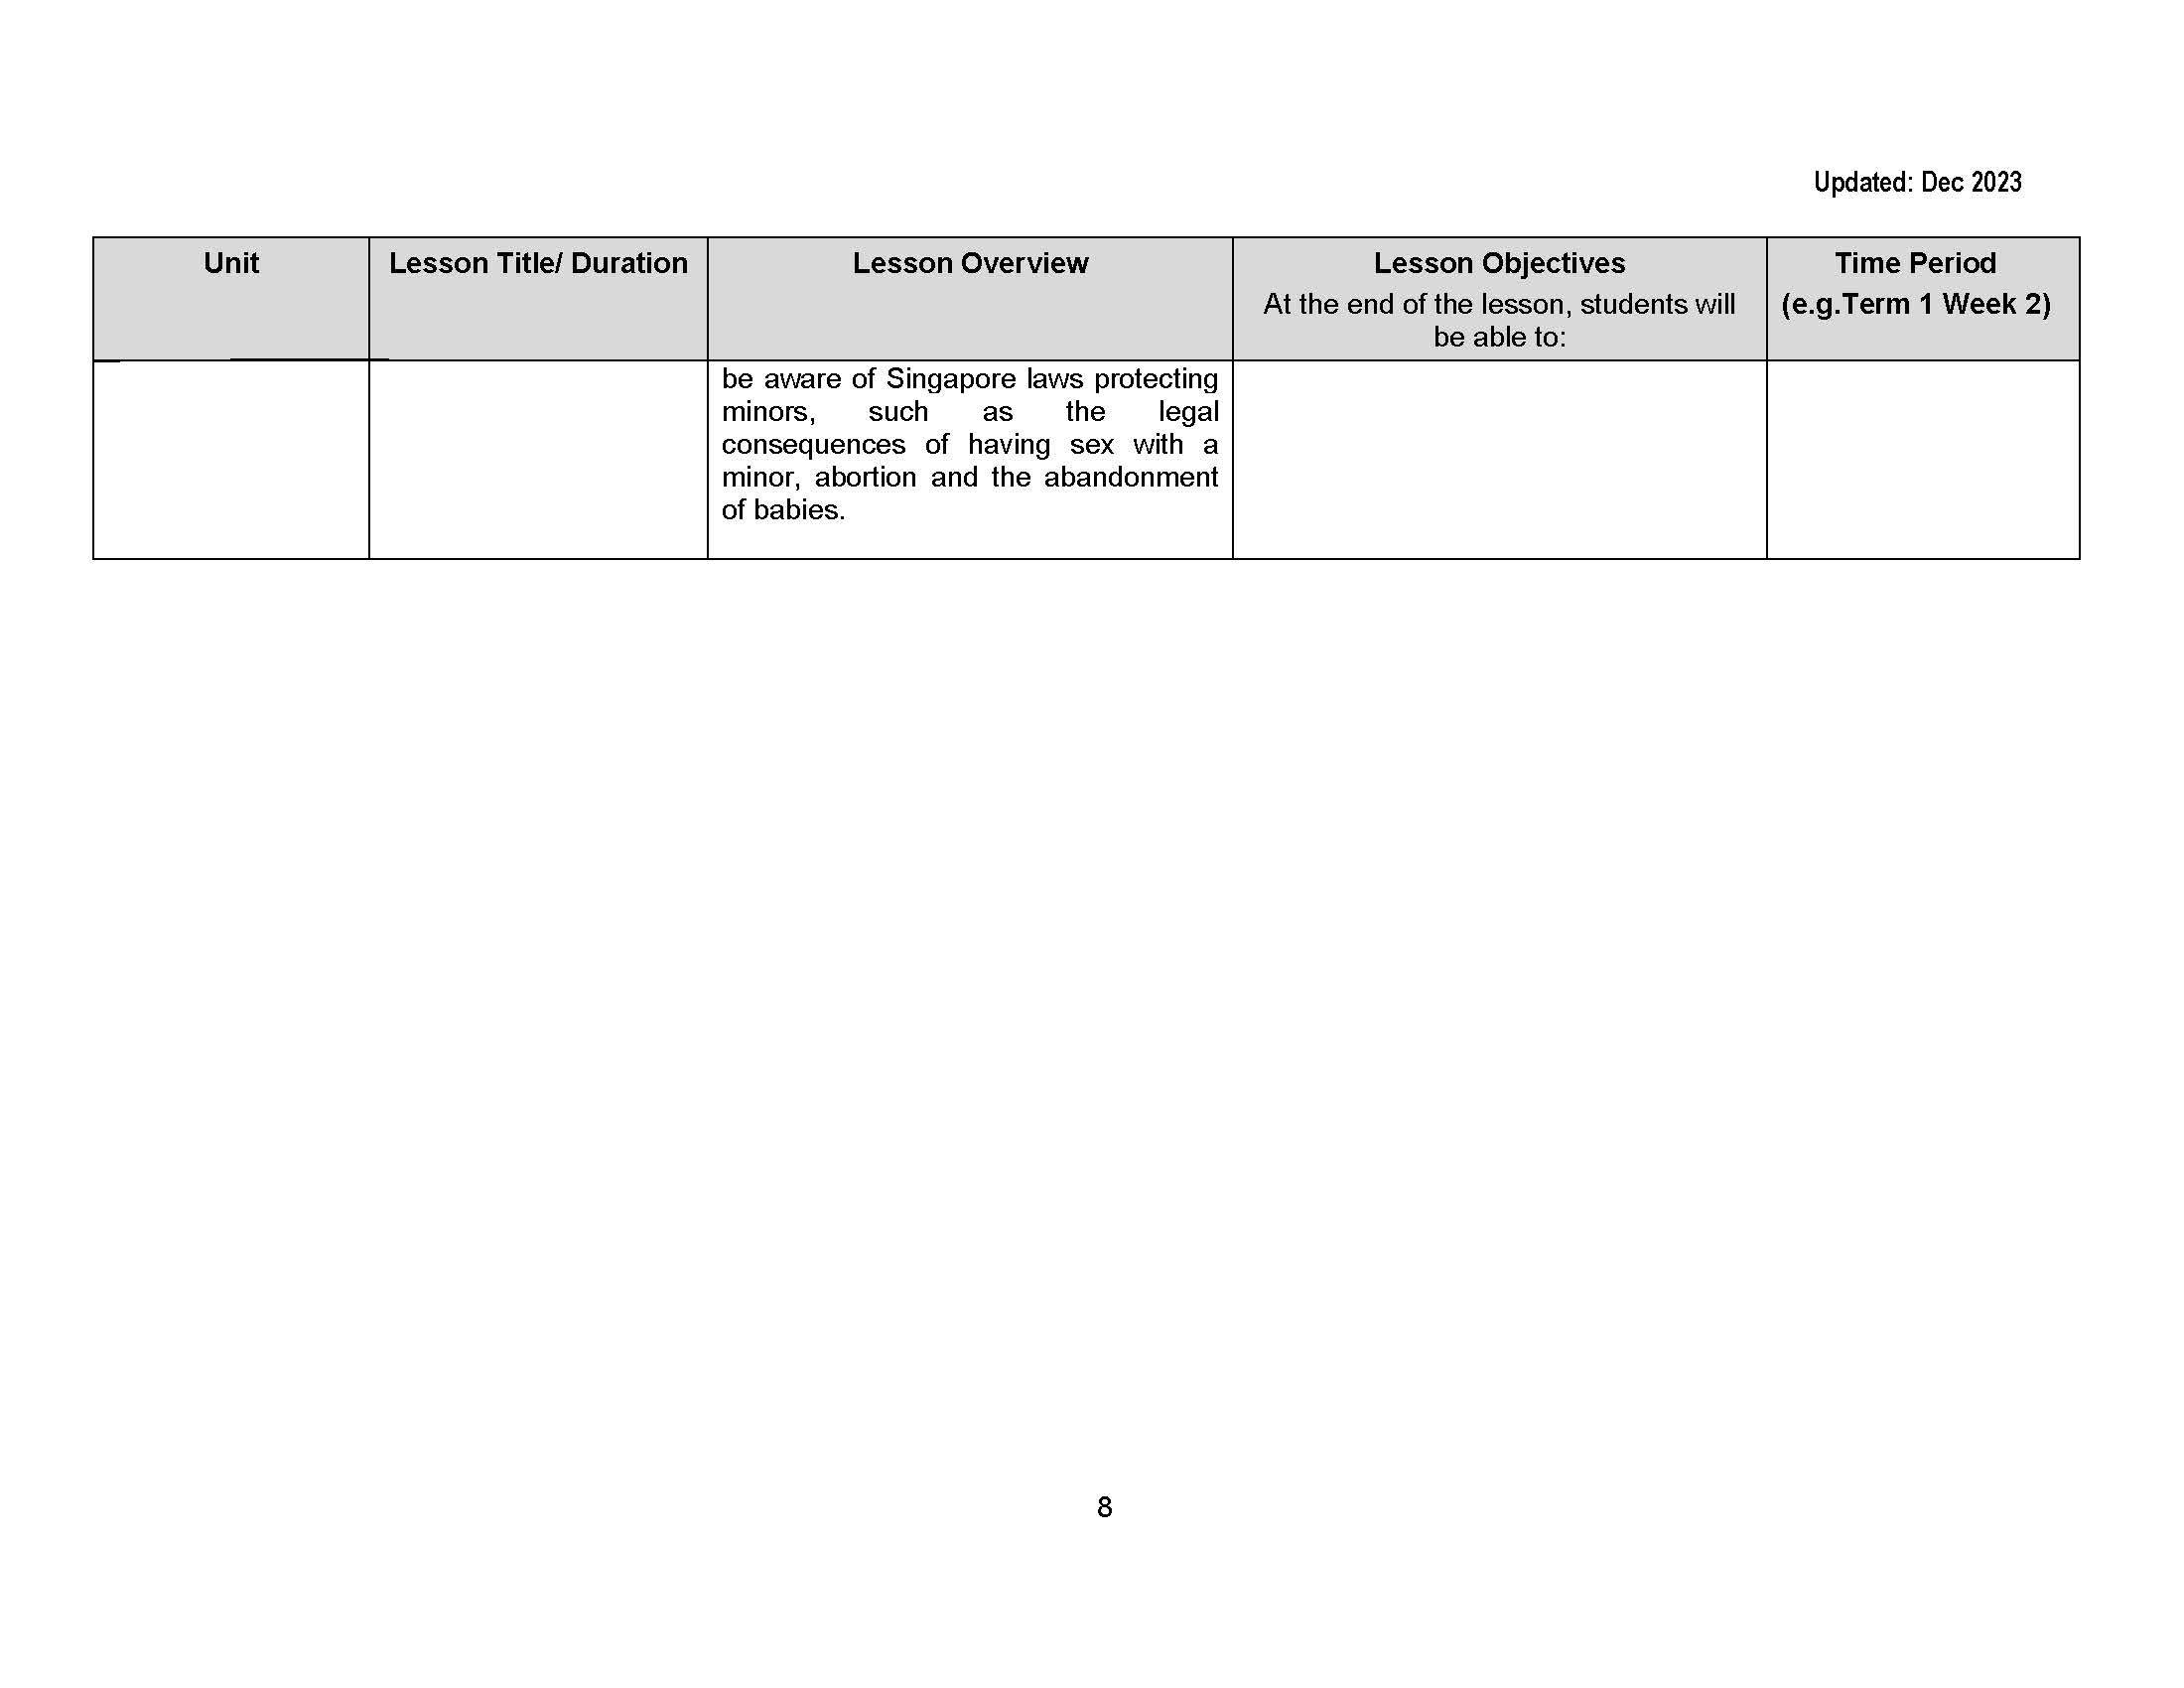 Updated: Dec 2023
Unit
Lesson Title/ Duration
Lesson Overview
Lesson Objectives
At the end of the lesson, students will
be able to:
Time Period
(e.g.Term 1 Week 2)
be aware of Singapore laws protecting
minors, such as the legal
consequences of having sex with a
minor, abortion and the abandonment
of babies.
8